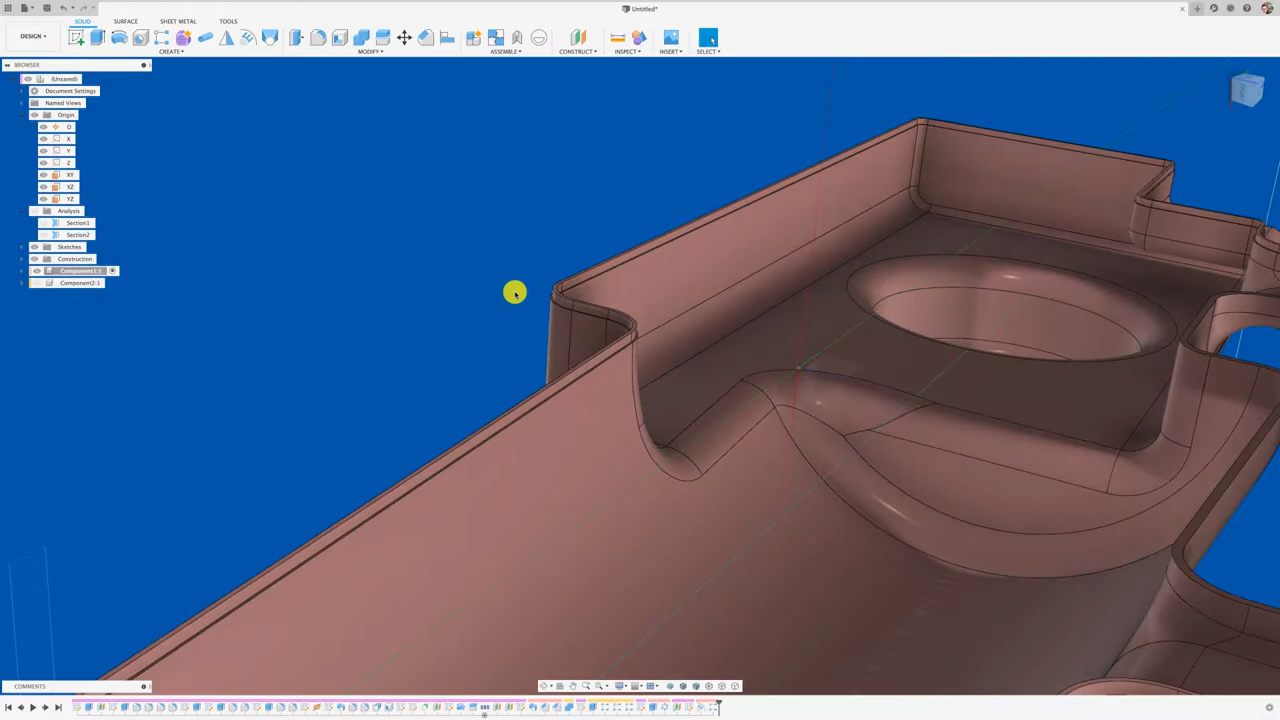 Untitled*
SOLID SURFACE SHEET METAL TOOLS
DESIGN ▾
CREATE ▾ MODIFY ▾ ASSEMBLE ▾ CONSTRUCT ▾ INSPECT ▾ INSERT ▾ SELECT ▾
BROWSER
(Unsaved)
Document Settings
Named Views
Origin
O
X
Y
Z
XY
XZ
YZ
Analysis
Section1
Section2
Sketches
Construction
Component1:1
Component2:1
COMMENTS